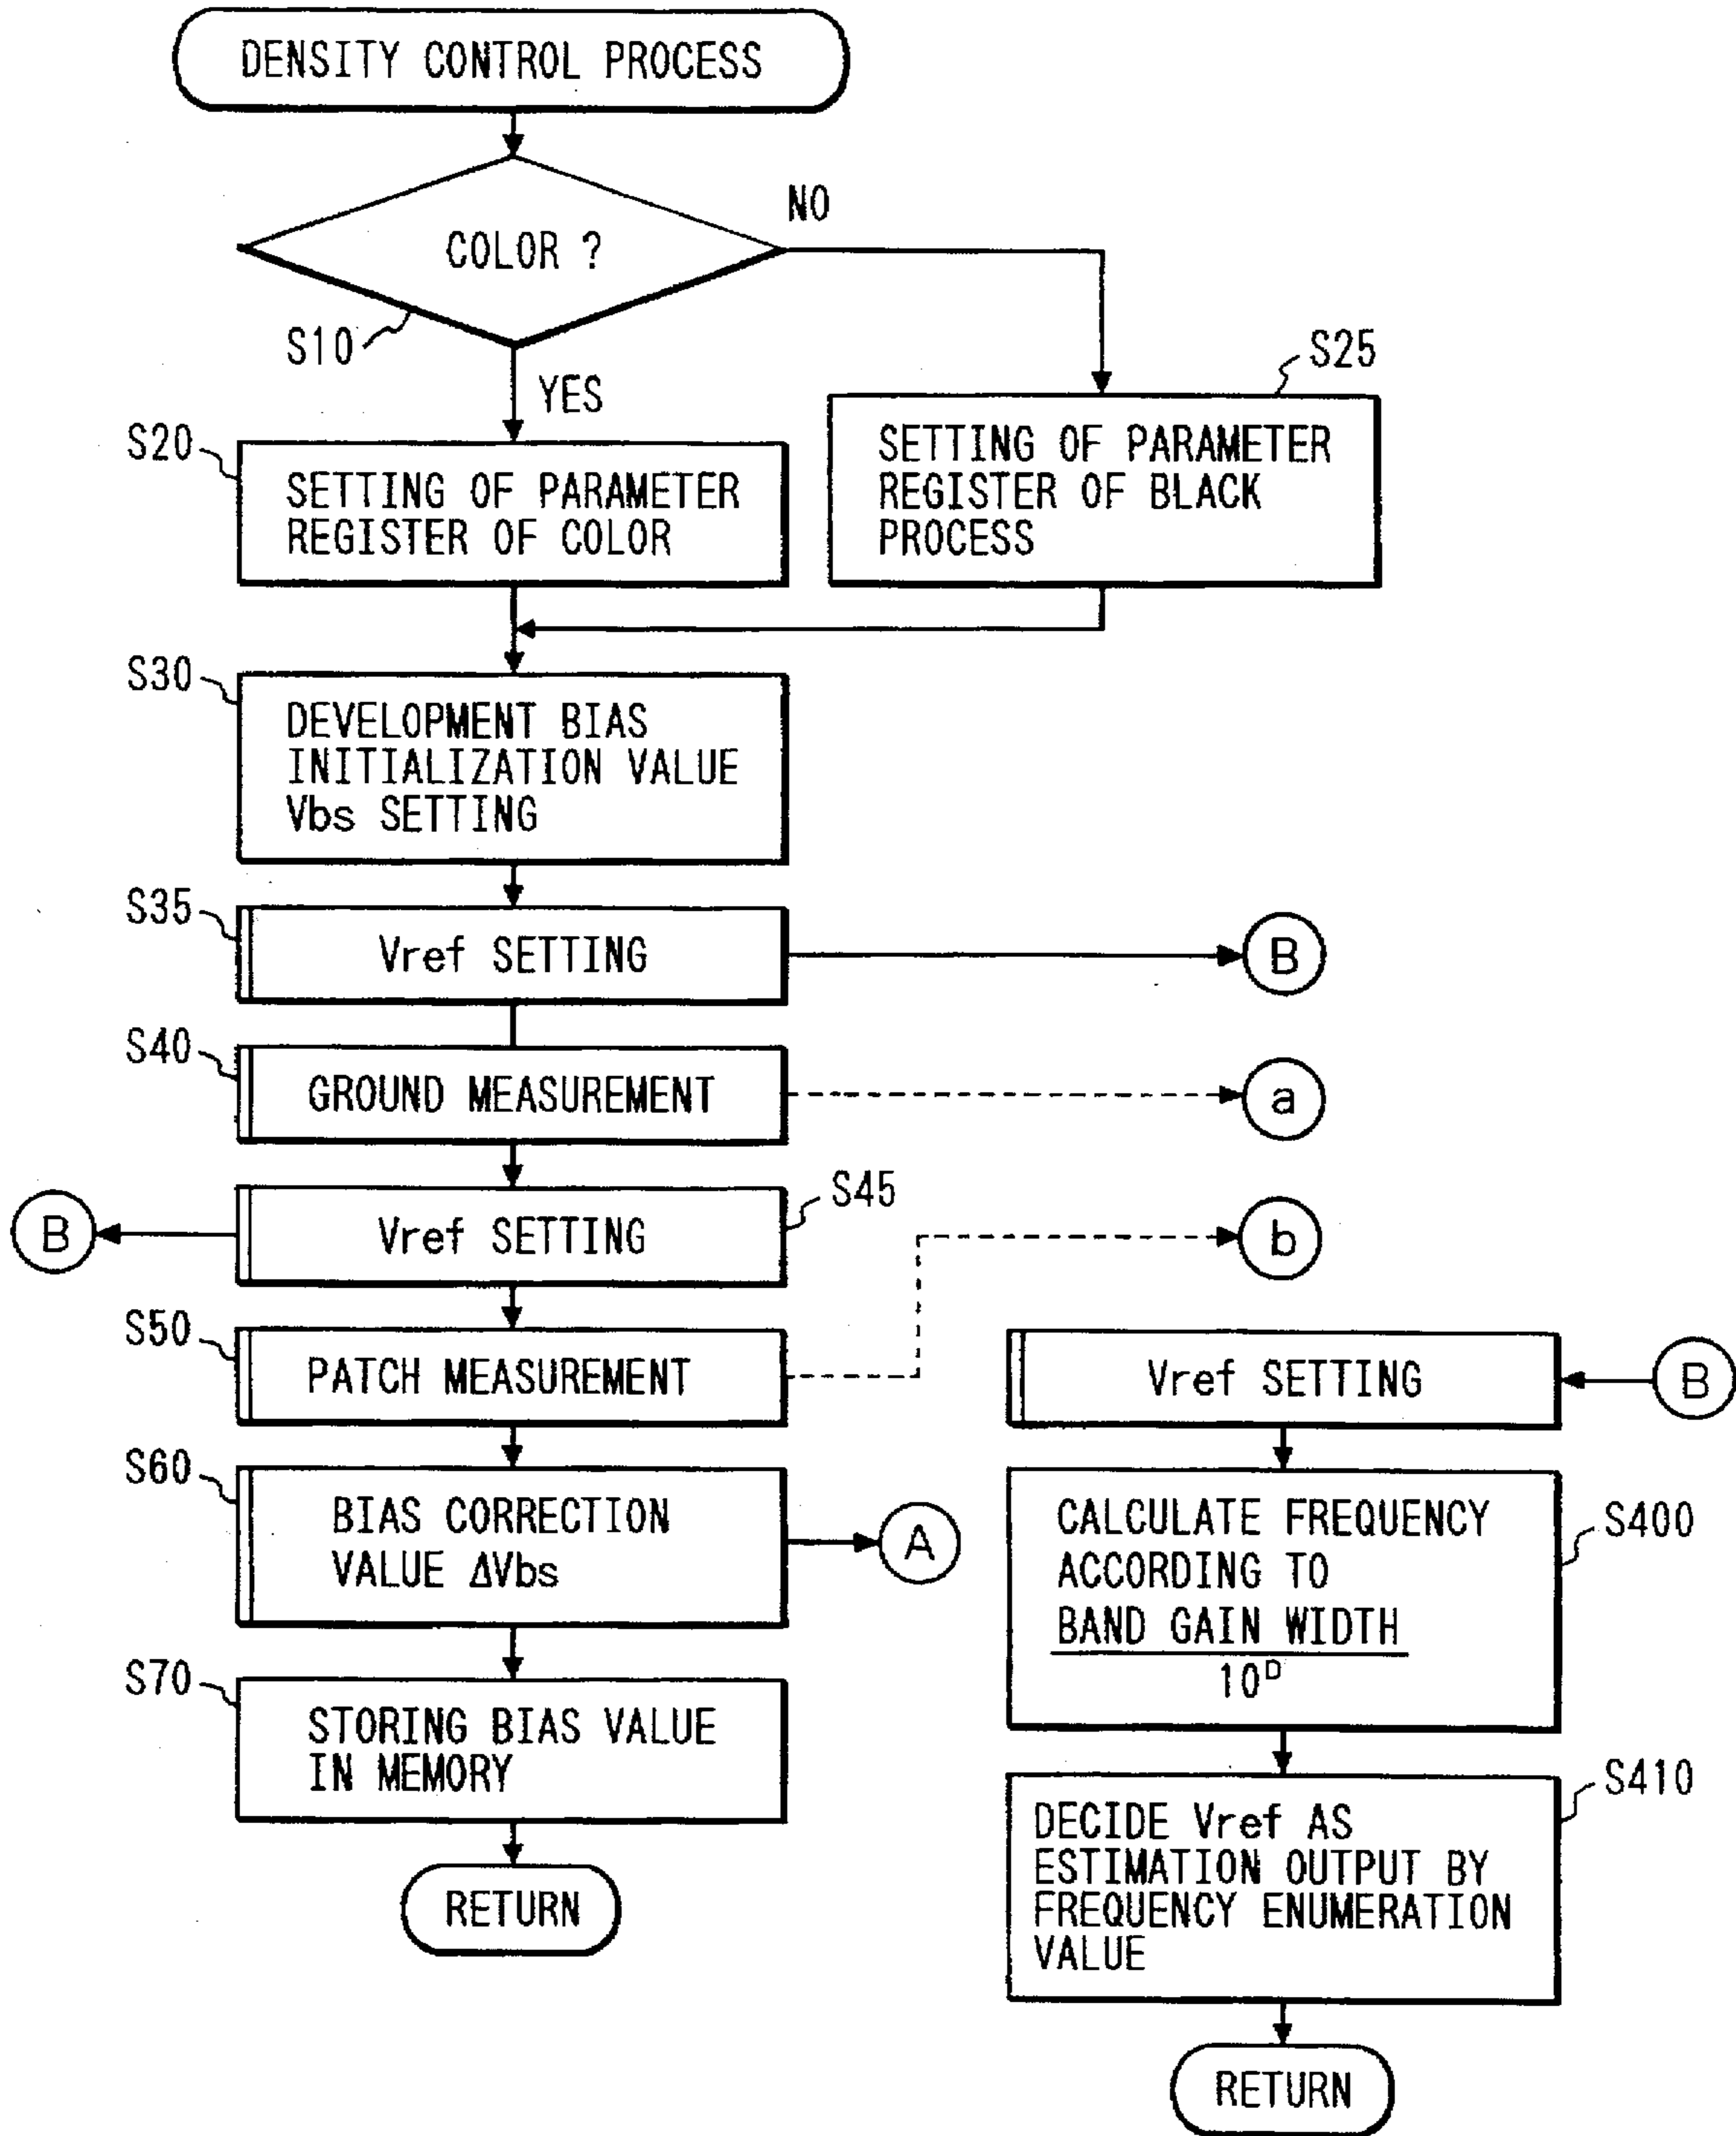 DENSITY CONTROL PROCESS
COLOR ?
NO
S10
YES
S25
S20
SETTING OF PARAMETER
REGISTER OF COLOR
SETTING OF PARAMETER
REGISTER OF BLACK
PROCESS
S30
DEVELOPMENT BIAS
INITIALIZATION VALUE
Vbs SETTING
S35
Vref SETTING
B
S40
GROUND MEASUREMENT
a
S45
B
Vref SETTING
b
S50
PATCH MEASUREMENT
S60
BIAS CORRECTION
VALUE ΔVbs
A
S70
STORING BIAS VALUE
IN MEMORY
RETURN
Vref SETTING
B
CALCULATE FREQUENCY
ACCORDING TO
BAND GAIN WIDTH
10ᴰ
S400
S410
DECIDE Vref AS
ESTIMATION OUTPUT BY
FREQUENCY ENUMERATION
VALUE
RETURN